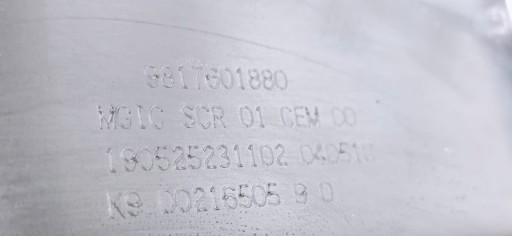 9817601880
MGIC SCR 01 CEM 00
190525231102
K9 00216505 9 0